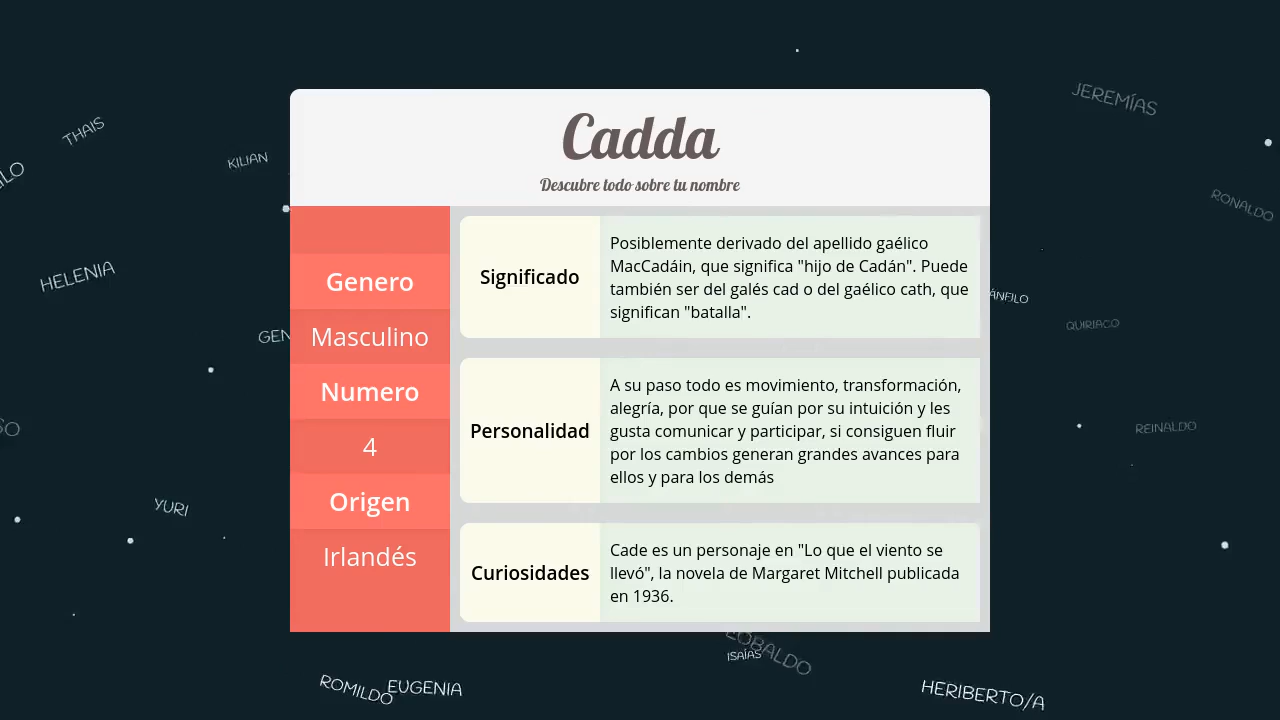 Cadda
Descubre todo sobre tu nombre
Genero
Masculino
Numero
4
Origen
Irlandés
Significado
Posiblemente derivado del apellido gaélico
MacCadáin, que significa "hijo de Cadán". Puede
también ser del galés cad o del gaélico cath, que
significan "batalla".
Personalidad
A su paso todo es movimiento, transformación,
alegría, por que se guían por su intuición y les
gusta comunicar y participar, si consiguen fluir
por los cambios generan grandes avances para
ellos y para los demás
Curiosidades
Cade es un personaje en "Lo que el viento se
llevó", la novela de Margaret Mitchell publicada
en 1936.
THAIS
KILIAN
HELENIA
YURI
ROMILDO
EUGENIA
ISAÍAS
HERIBERTO/A
JEREMÍAS
RONALDO
QUIRIACO
REINALDO